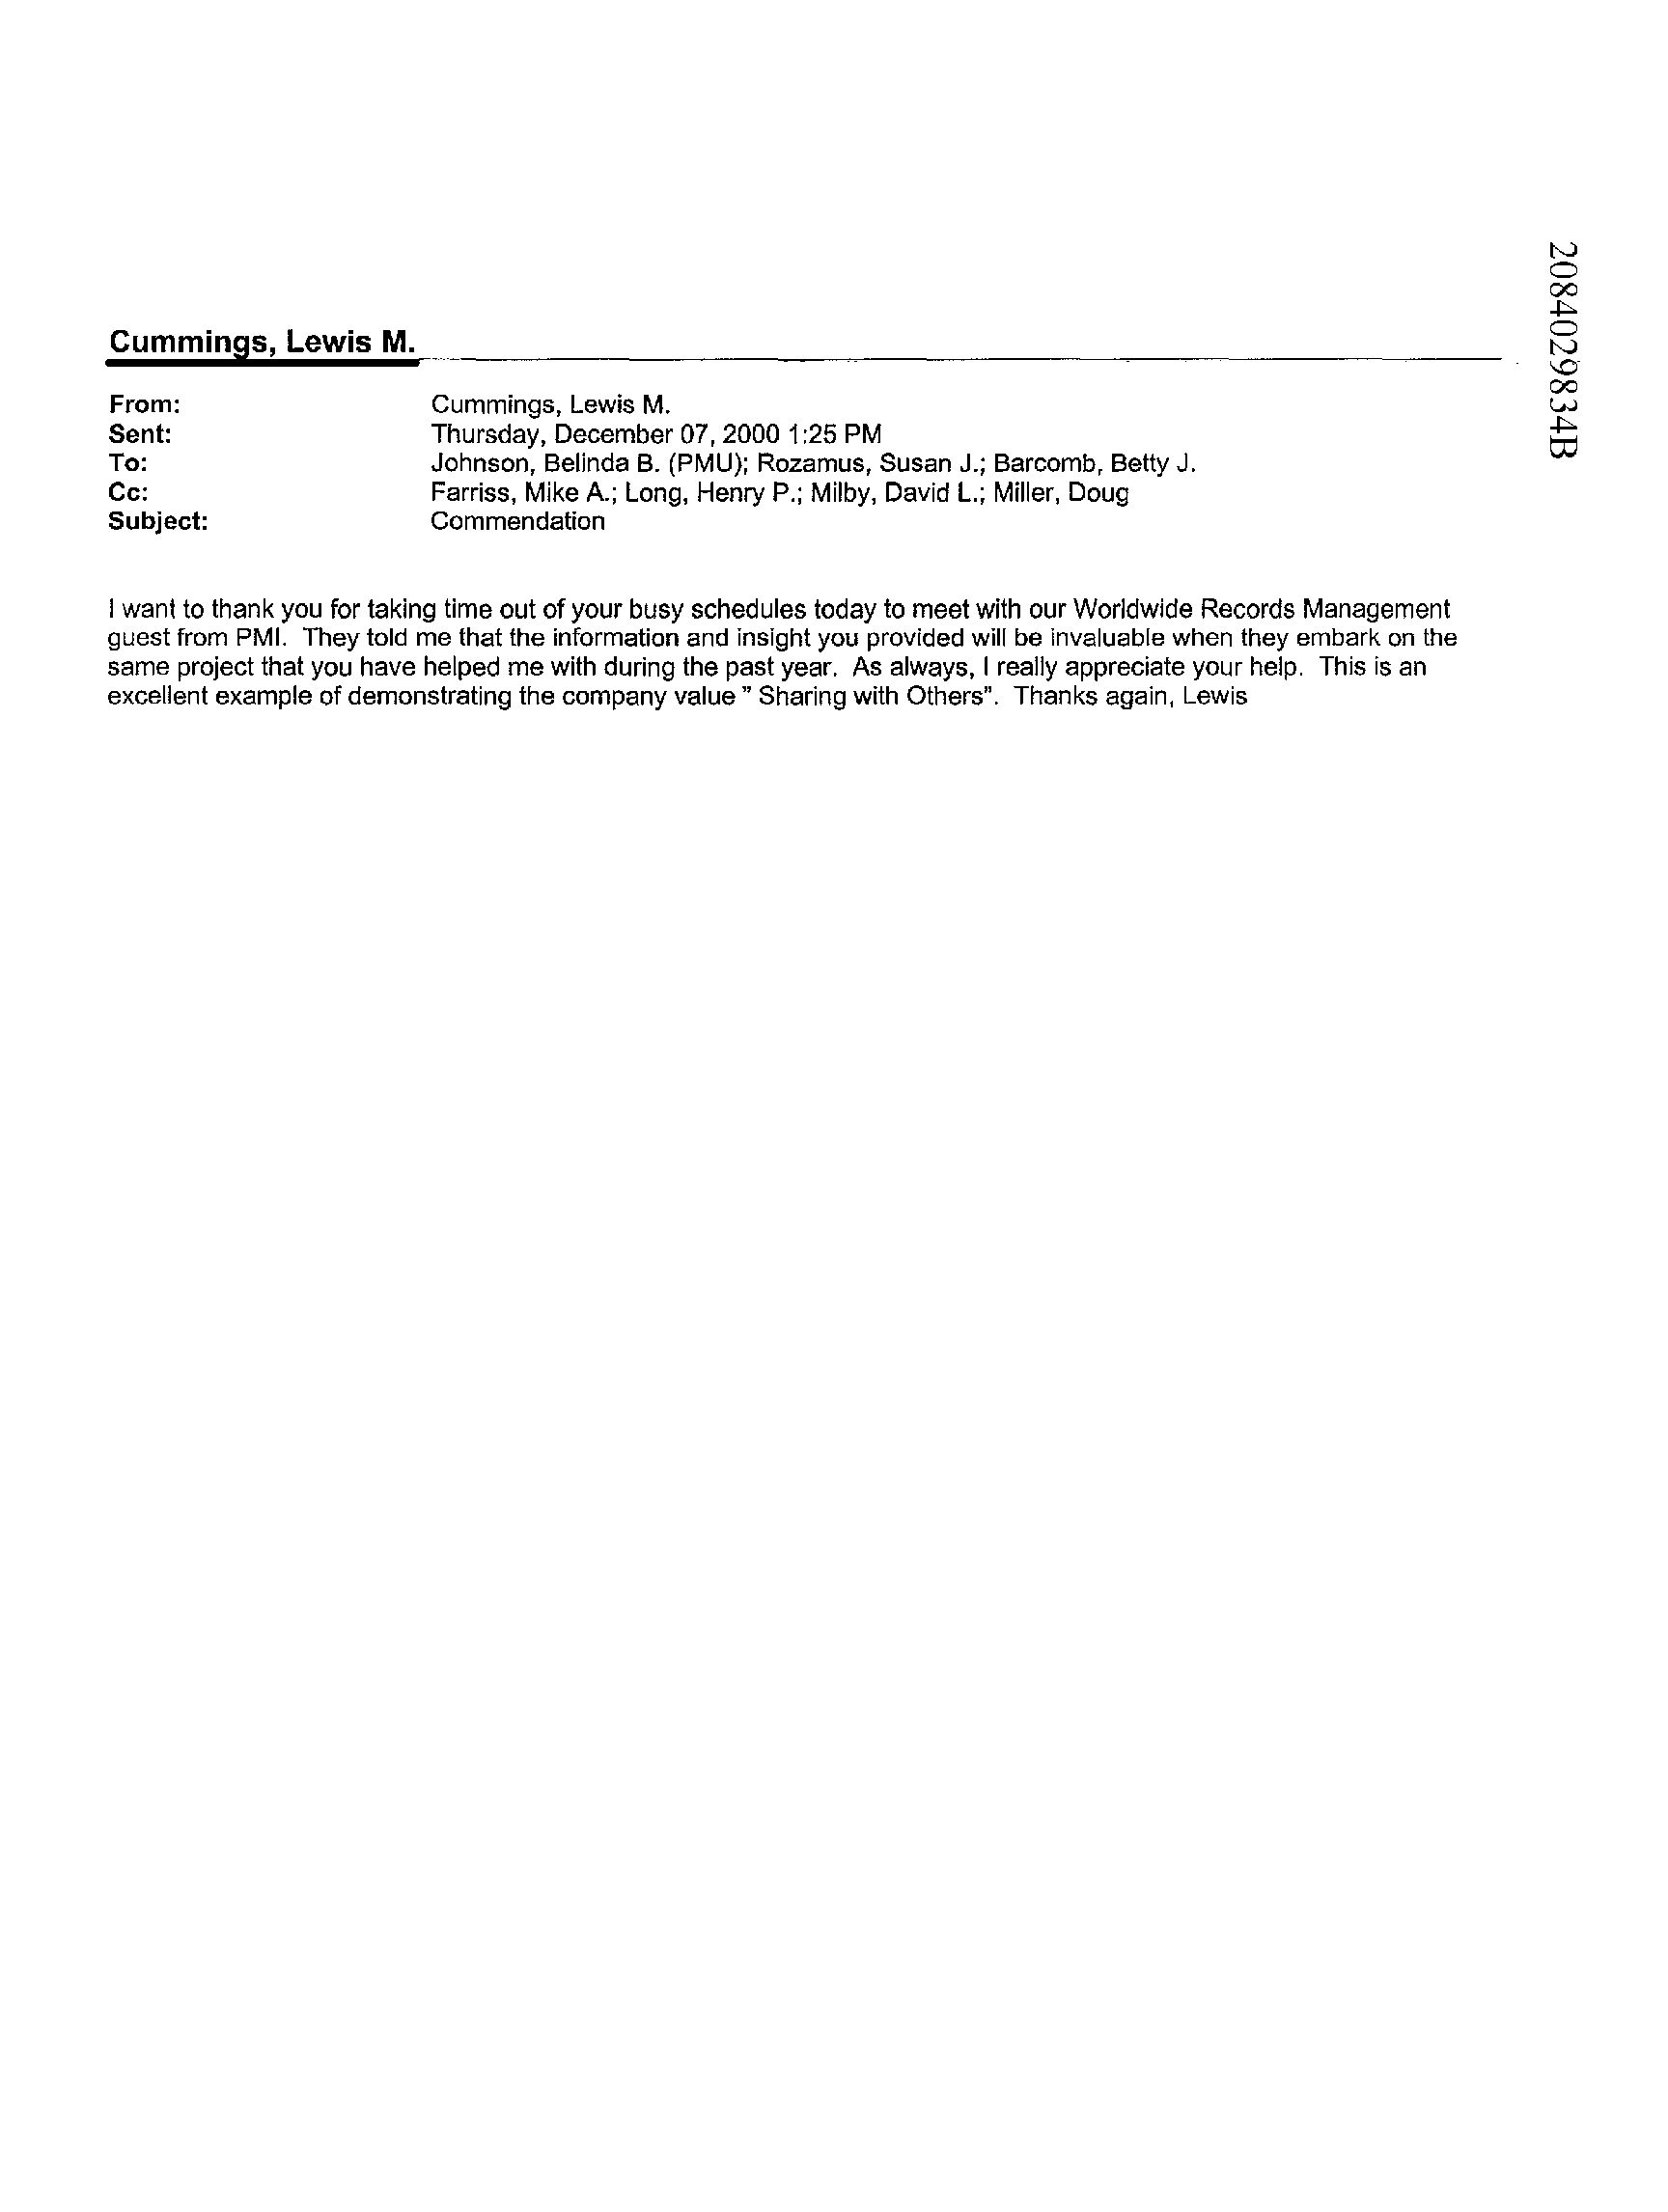 2084029834B
Cummings, Lewis M.
From: Cummings, Lewis M.
Sent: Thursday, December 07, 2000 1:25 PM
To: Johnson, Belinda B. (PMU); Rozamus, Susan J.; Barcomb, Betty J.
Cc: Farriss, Mike A.; Long, Henry P.; Milby, David L.; Miller, Doug
Subject: Commendation
I want to thank you for taking time out of your busy schedules today to meet with our Worldwide Records Management
guest from PMI.  They told me that the information and insight you provided will be invaluable when they embark on the
same project that you have helped me with during the past year.  As always, I really appreciate your help.  This is an
excellent example of demonstrating the company value ” Sharing with Others”.  Thanks again, Lewis